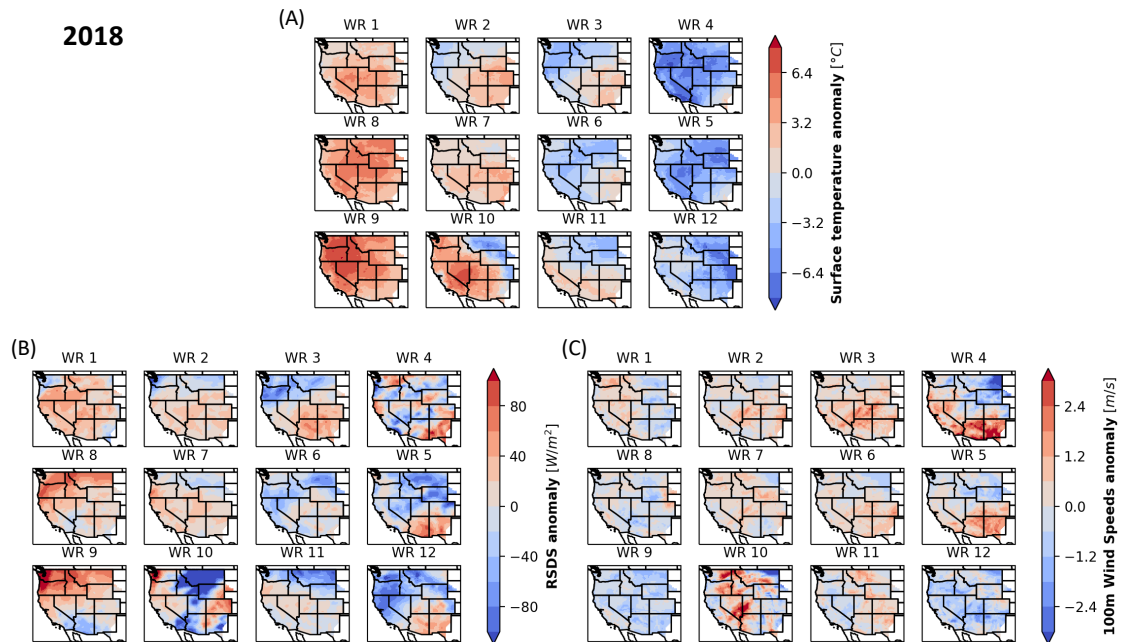 2018
(A)
WR 1 WR 2 WR 3 WR 4
WR 8 WR 7 WR 6 WR 5
WR 9 WR 10 WR 11 WR 12
6.4
3.2
0.0
−3.2
−6.4
Surface temperature anomaly [°C]
(B)
WR 1 WR 2 WR 3 WR 4
WR 8 WR 7 WR 6 WR 5
WR 9 WR 10 WR 11 WR 12
80
40
0
−40
−80
RSDS anomaly [W/m²]
(C)
WR 1 WR 2 WR 3 WR 4
WR 8 WR 7 WR 6 WR 5
WR 9 WR 10 WR 11 WR 12
2.4
1.2
0.0
−1.2
−2.4
100m Wind Speeds anomaly [m/s]